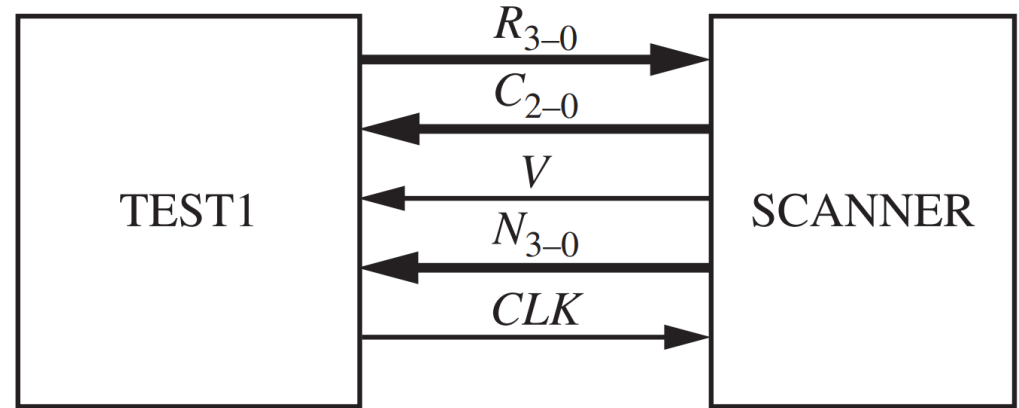 R3–0
C2–0
V
TEST1
SCANNER
N3–0
CLK